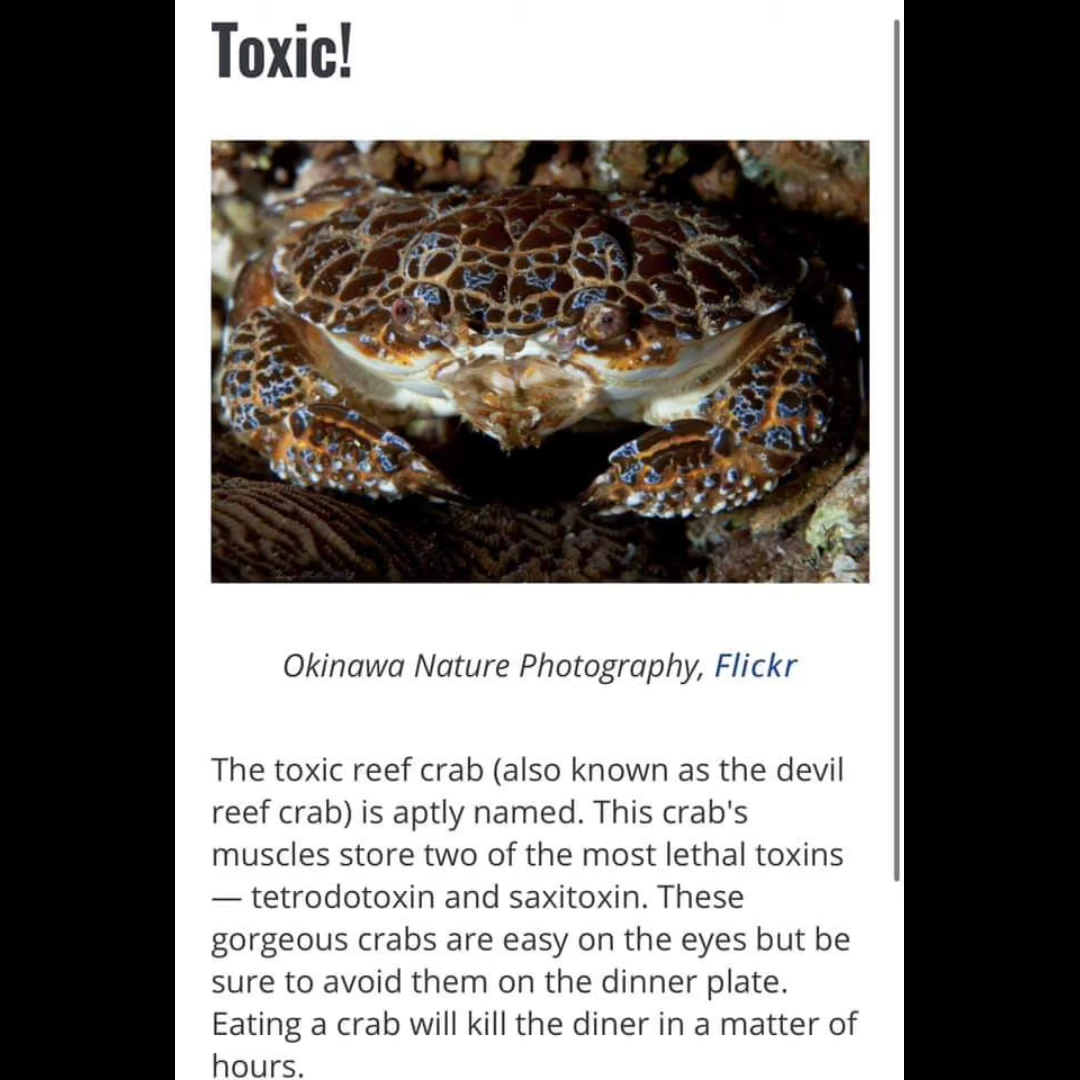 Toxic!
Okinawa Nature Photography, Flickr
The toxic reef crab (also known as the devil
reef crab) is aptly named. This crab's
muscles store two of the most lethal toxins
— tetrodotoxin and saxitoxin. These
gorgeous crabs are easy on the eyes but be
sure to avoid them on the dinner plate.
Eating a crab will kill the diner in a matter of
hours.